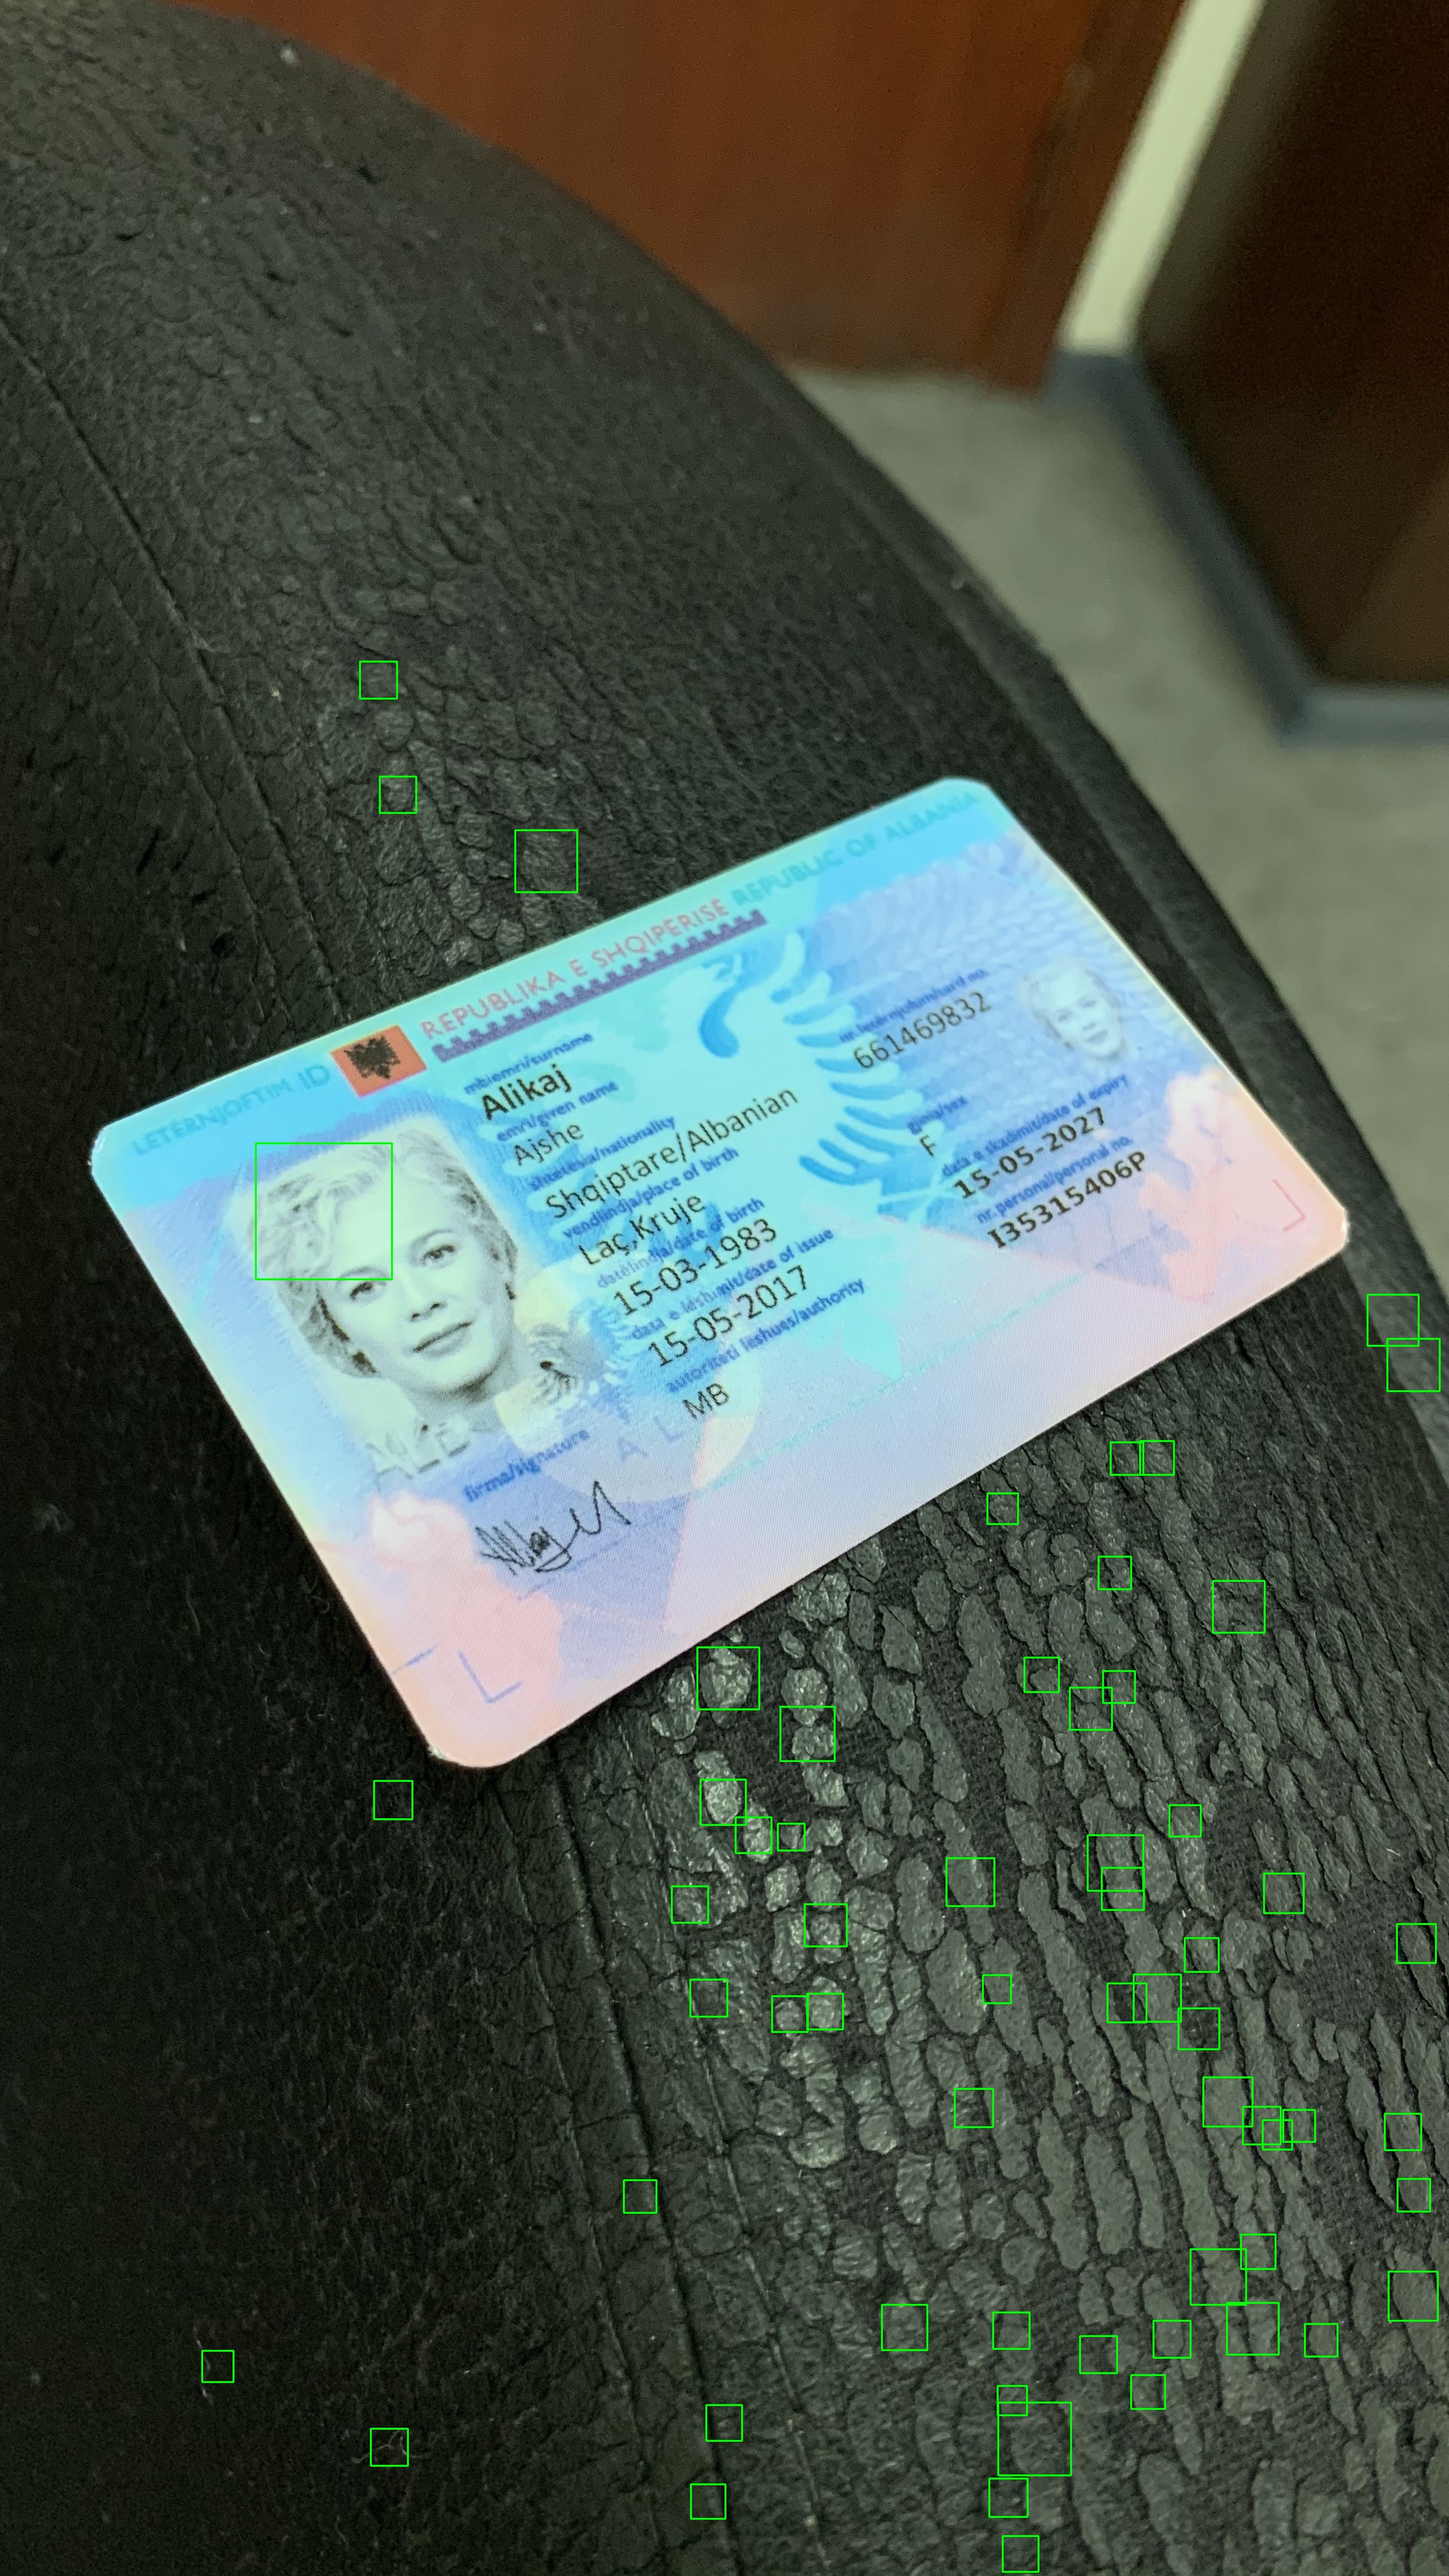 LETËRNJOFTIM ID
REPUBLIKA E SHQIPËRISË REPUBLIC OF ALBANIA
mbiemri/surname
Alikaj
emri/given name
Ajshe
shtetësia/nationality
Shqiptare/Albanian
vendlindja/place of birth
Laç,Kruje
datëlindja/date of birth
15-03-1983
data e lëshimit/date of issue
15-05-2017
autoriteti lëshues/authority
MB
nr. letërnjoftimi/card no.
661469832
gjinia/sex
F
data e skadimit/date of expiry
15-05-2027
nr. personal/personal no.
I35315406P
firma/signature
A L